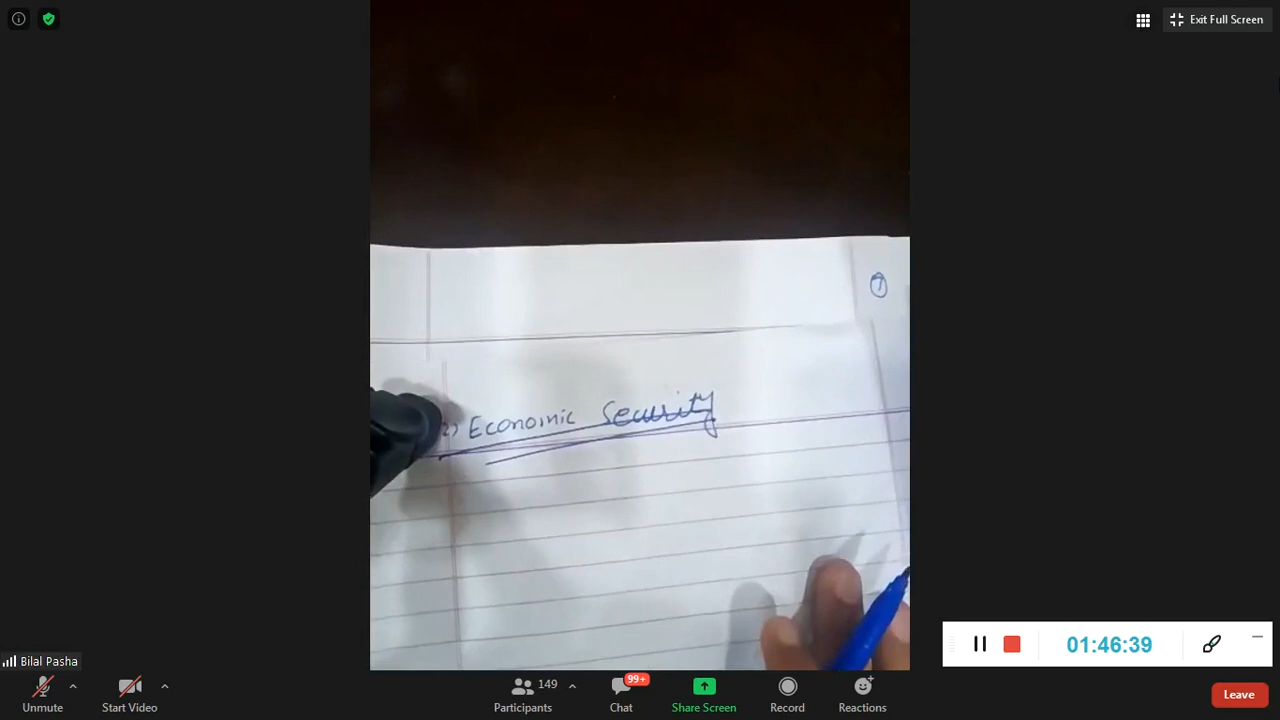 Exit Full Screen
7
2) Economic Security
01:46:39
Bilal Pasha
149
99+
Unmute
Start Video
Participants
Chat
Share Screen
Record
Reactions
Leave